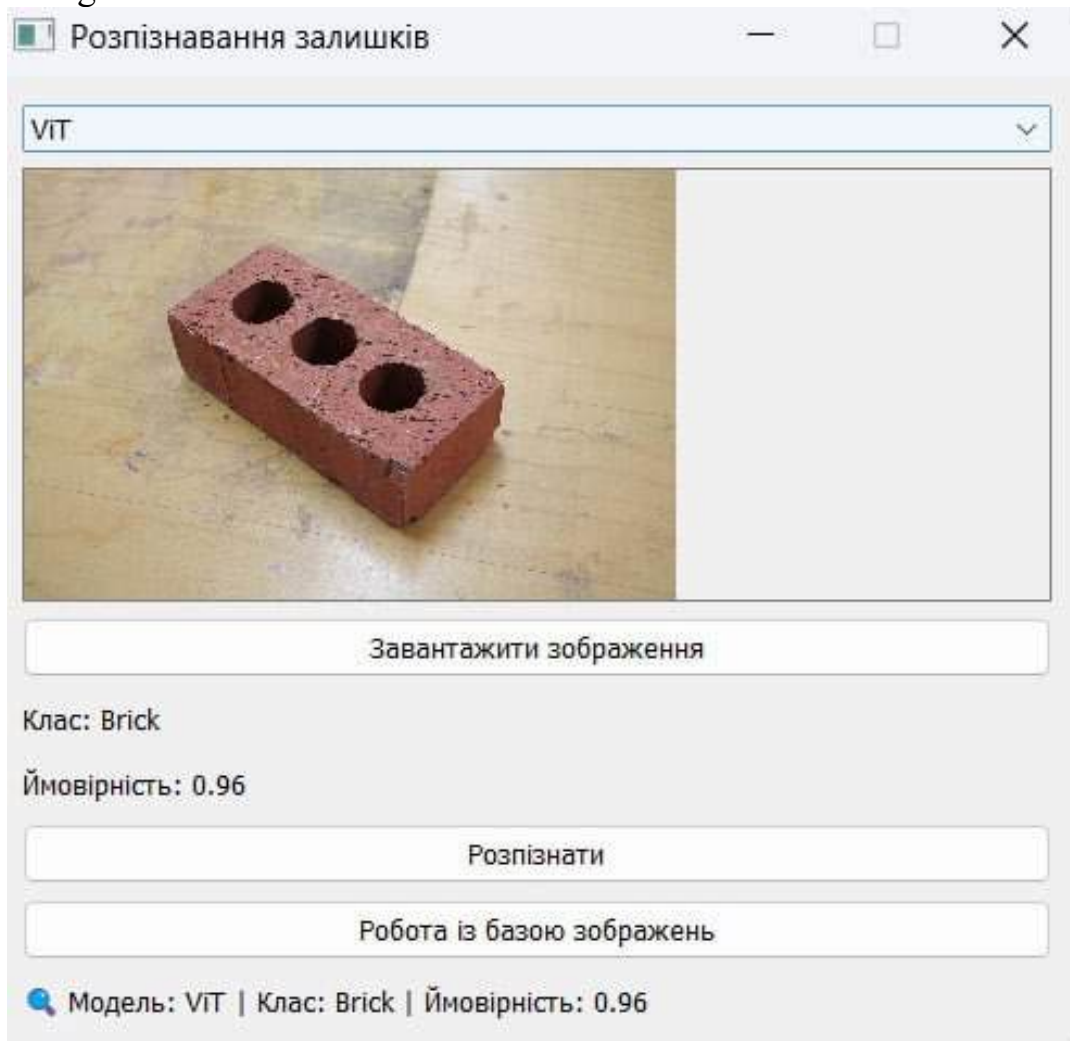 Розпізнавання залишків
ViT
Завантажити зображення
Клас: Brick
Ймовірність: 0.96
Розпізнати
Робота із базою зображень
Модель: ViT | Клас: Brick | Ймовірність: 0.96